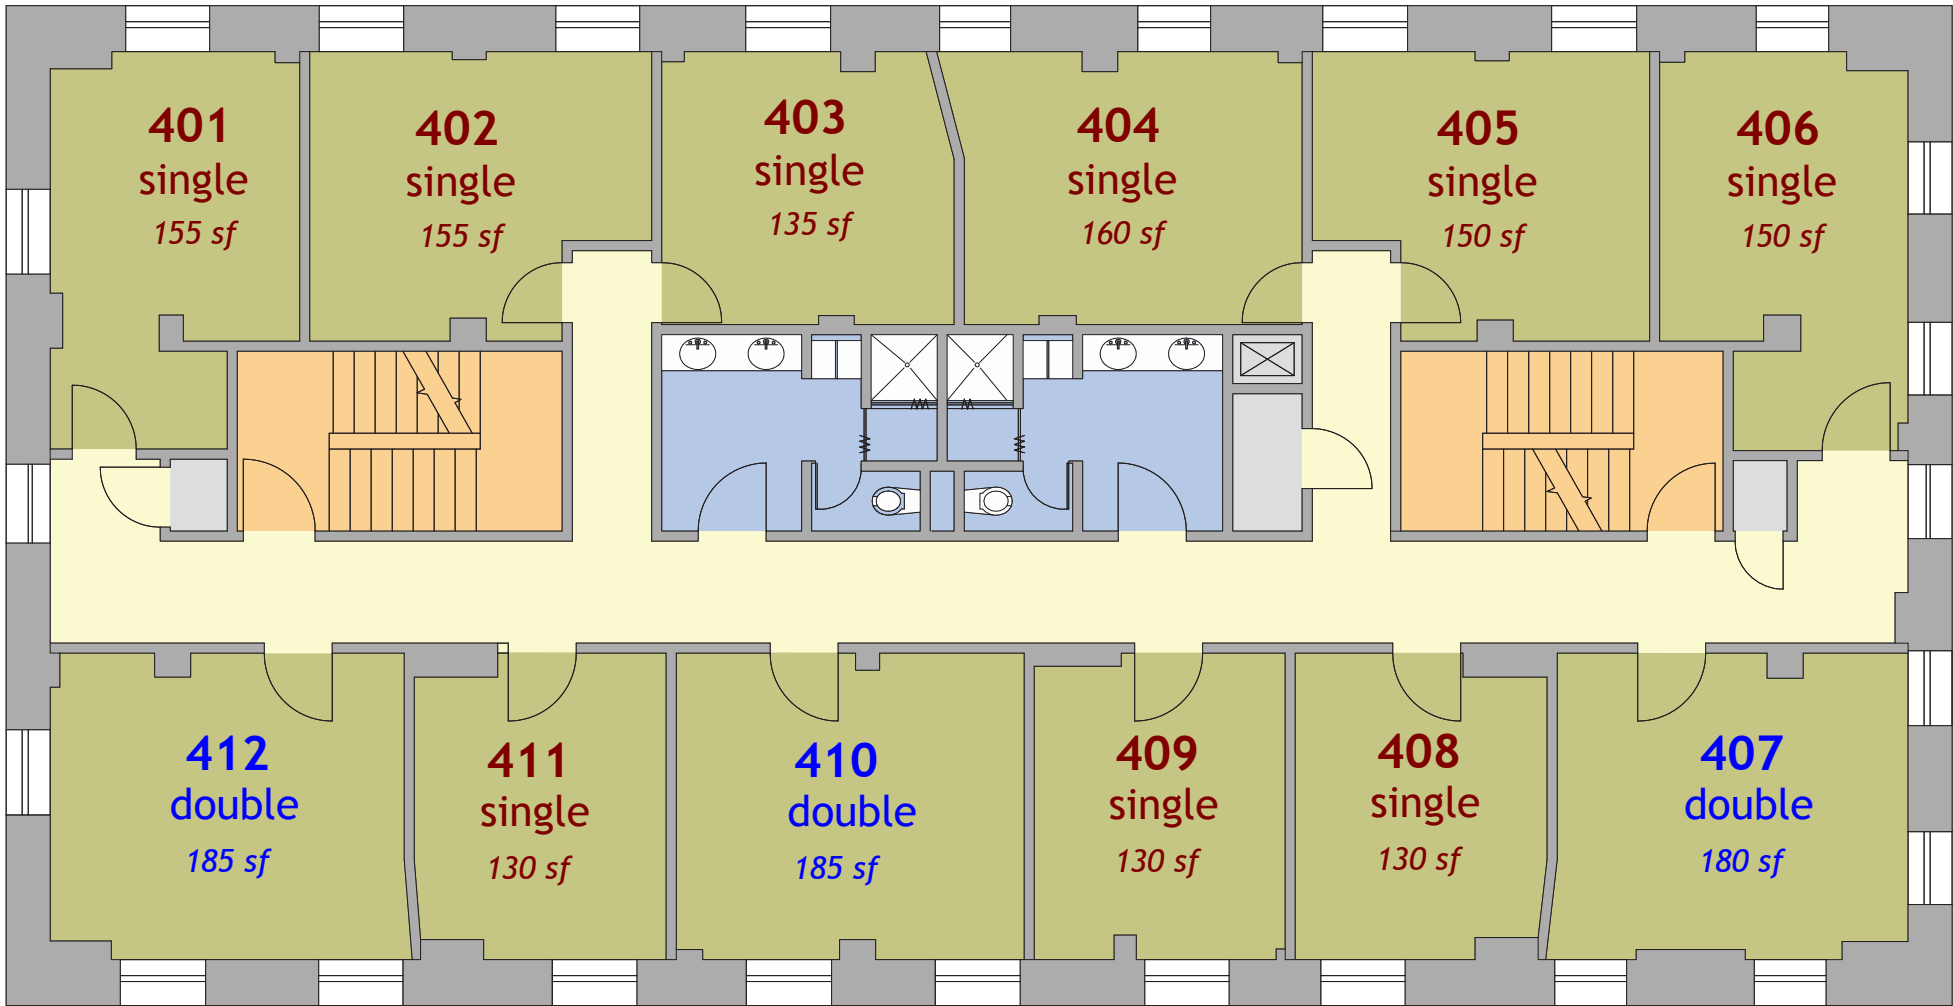 401
single
155 sf
402
single
155 sf
403
single
135 sf
404
single
160 sf
405
single
150 sf
406
single
150 sf
412
double
185 sf
411
single
130 sf
410
double
185 sf
409
single
130 sf
408
single
130 sf
407
double
180 sf